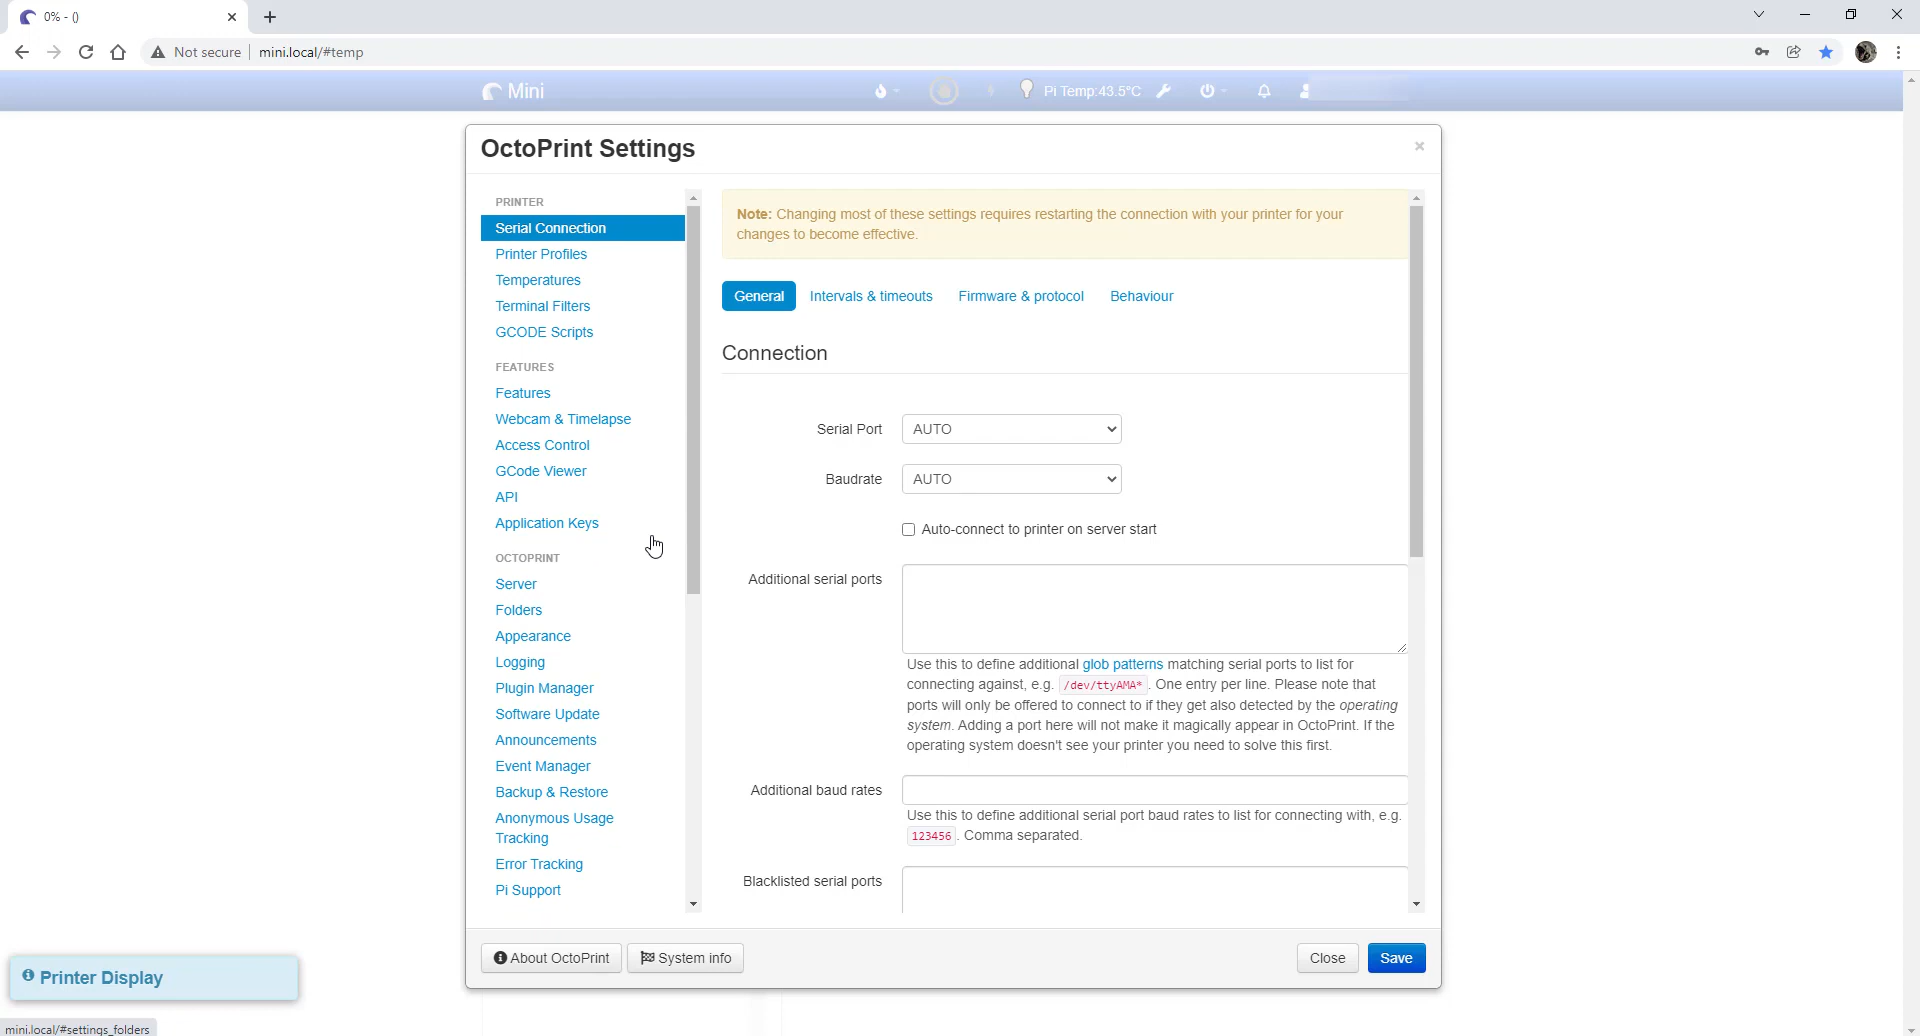 0% - ()
Not secure
mini.local/#temp
Mini
Pi Temp:43.5°C
OctoPrint Settings
PRINTER
Serial Connection
Printer Profiles
Temperatures
Terminal Filters
GCODE Scripts
FEATURES
Features
Webcam & Timelapse
Access Control
GCode Viewer
API
Application Keys
OCTOPRINT
Server
Folders
Appearance
Logging
Plugin Manager
Software Update
Announcements
Event Manager
Backup & Restore
Anonymous Usage
Tracking
Error Tracking
Pi Support
Note: Changing most of these settings requires restarting the connection with your printer for your
changes to become effective.
General
Intervals & timeouts
Firmware & protocol
Behaviour
Connection
Serial Port
AUTO
Baudrate
AUTO
Auto-connect to printer on server start
Additional serial ports
Use this to define additional glob patterns matching serial ports to list for
connecting against, e.g. /dev/ttyAMA* . One entry per line. Please note that
ports will only be offered to connect to if they get also detected by the operating
system. Adding a port here will not make it magically appear in OctoPrint. If the
operating system doesn't see your printer you need to solve this first.
Additional baud rates
Use this to define additional serial port baud rates to list for connecting with, e.g.
123456 . Comma separated.
Blacklisted serial ports
About OctoPrint
System info
Close
Save
Printer Display
mini.local/#settings_folders